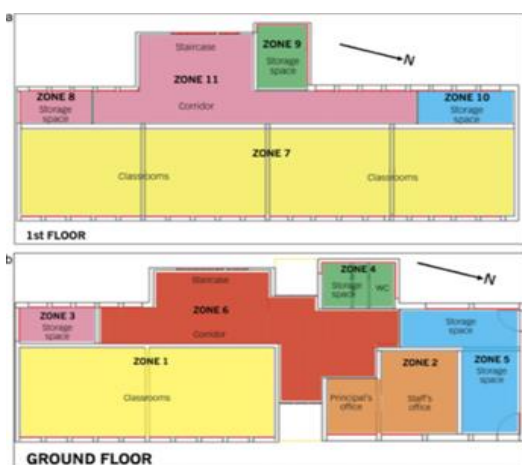 a
Staircase
ZONE 9
Storage
space
N
ZONE 11
ZONE 8
Storage
space
Corridor
ZONE 10
Storage
space
ZONE 7
Classrooms
Classrooms
1st FLOOR
b
Staircase
ZONE 4
Storage
space
WC
N
ZONE 3
Storage
space
ZONE 6
Corridor
Storage
space
ZONE 1
Classrooms
ZONE 2
ZONE 5
Storage
space
Principal's
office
Staff's
office
GROUND FLOOR